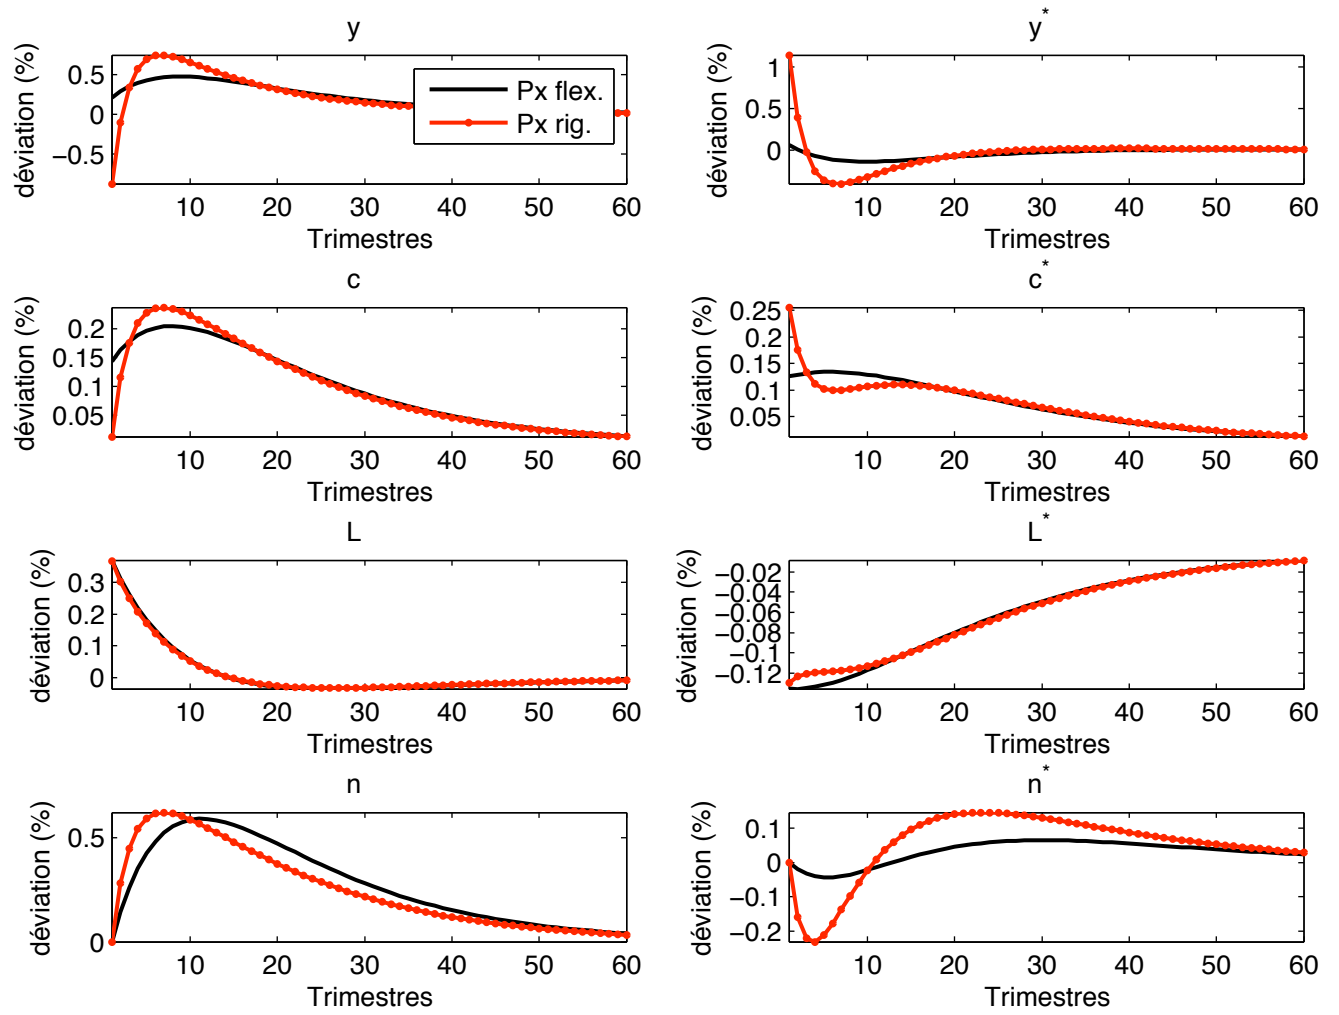 y
déviation (%)
0.5
0
−0.5
Px flex.
Px rig.
10 20 30 40 50 60
Trimestres
y*
déviation (%)
1
0.5
0
10 20 30 40 50 60
Trimestres
c
déviation (%)
0.2
0.15
0.1
0.05
10 20 30 40 50 60
Trimestres
c*
déviation (%)
0.25
0.2
0.15
0.1
0.05
10 20 30 40 50 60
Trimestres
L
déviation (%)
0.3
0.2
0.1
0
10 20 30 40 50 60
Trimestres
L*
déviation (%)
−0.02
−0.04
−0.06
−0.08
−0.1
−0.12
10 20 30 40 50 60
Trimestres
n
déviation (%)
0.5
0
10 20 30 40 50 60
Trimestres
n*
déviation (%)
0.1
0
−0.1
−0.2
10 20 30 40 50 60
Trimestres